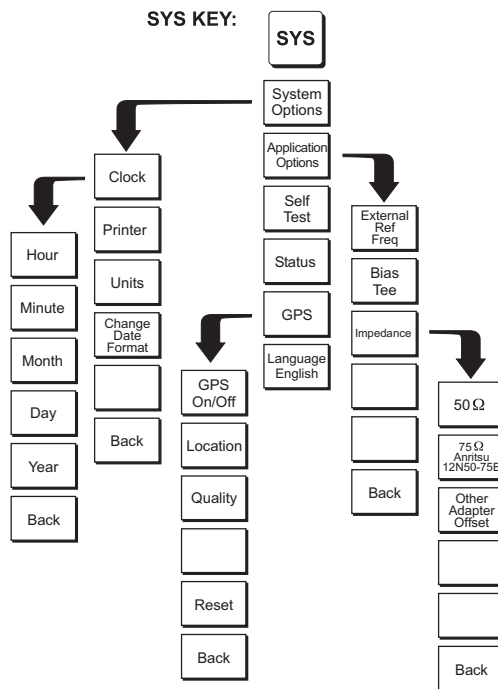 SYS KEY:
SYS
System
Options
Application
Options
Self
Test
Status
GPS
Language
English
Clock
Printer
Units
Change
Date
Format
Back
Hour
Minute
Month
Day
Year
Back
GPS
On/Off
Location
Quality
Reset
Back
External
Ref
Freq
Bias
Tee
Impedance
Back
50 Ω
75 Ω
Anritsu
12N50-75B
Other
Adapter
Offset
Back